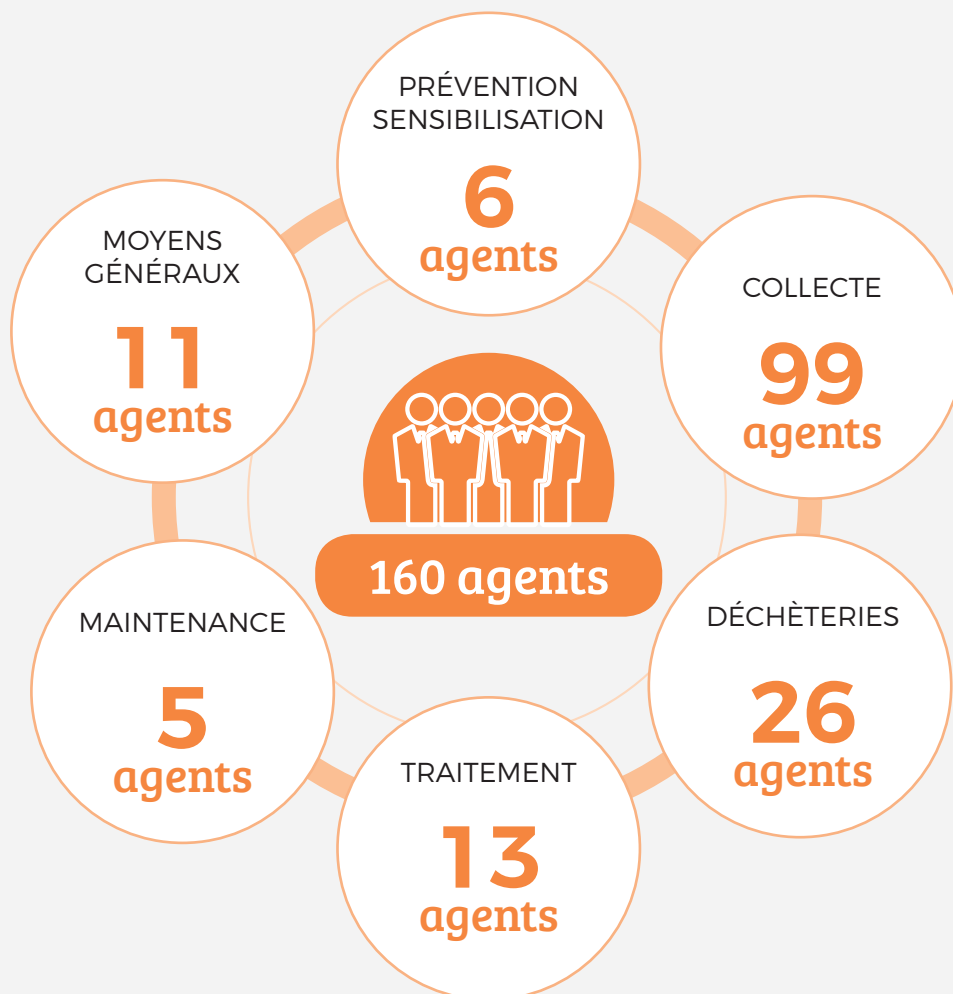 PRÉVENTION
SENSIBILISATION
6
agents
COLLECTE
99
agents
DÉCHÈTERIES
26
agents
TRAITEMENT
13
agents
MAINTENANCE
5
agents
MOYENS
GÉNÉRAUX
11
agents
160 agents